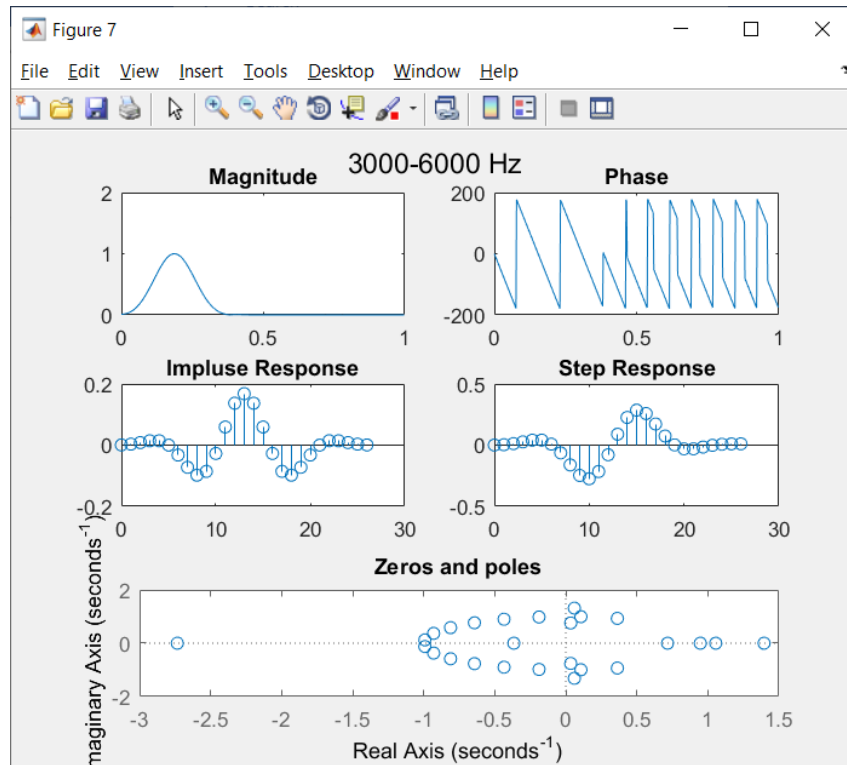 Figure 7
File Edit View Insert Tools Desktop Window Help
3000-6000 Hz
Magnitude
Phase
2
1
0
0 0.5 1
200
0
-200
0 0.5 1
Impluse Response
Step Response
0.2
0
-0.2
0 10 20 30
0.5
0
-0.5
0 10 20 30
Zeros and poles
maginary Axis (seconds⁻¹)
2
0
-2
-3 -2.5 -2 -1.5 -1 -0.5 0 0.5 1 1.5
Real Axis (seconds⁻¹)